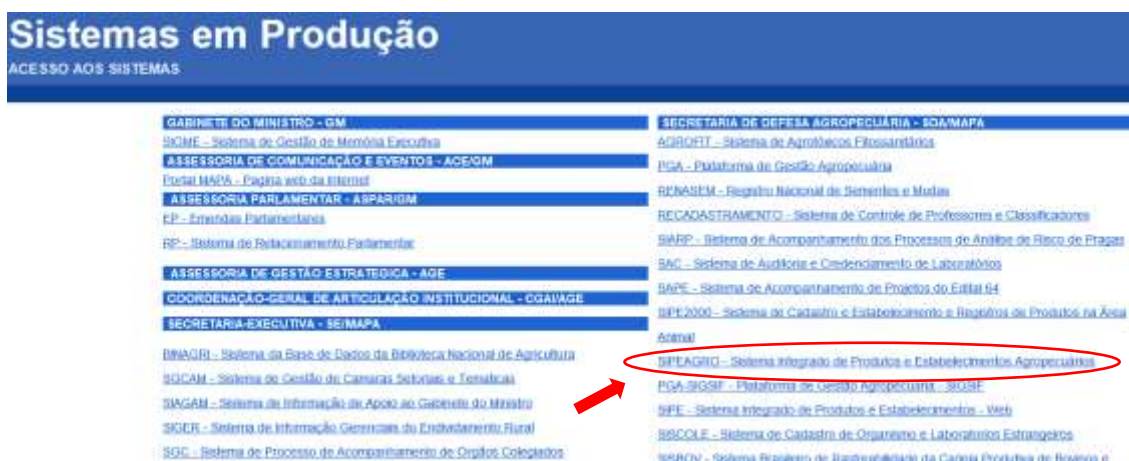 Sistemas em Produção
ACESSO AOS SISTEMAS
GABINETE DO MINISTRO - GM
SIGME - Sistema de Gestão de Memória Executiva
ASSESSORIA DE COMUNICAÇÃO E EVENTOS - ACE/GM
Portal MAPA - Pagina web da Internet
ASSESSORIA PARLAMENTAR - ASPAR/GM
EP - Emendas Parlamentares
RP - Sistema de Relacionamento Parlamentar
ASSESSORIA DE GESTÃO ESTRATEGICA - AGE
COORDENAÇÃO-GERAL DE ARTICULAÇÃO INSTITUCIONAL - CGAI/AGE
SECRETARIA-EXECUTIVA - SE/MAPA
BINAGRI - Sistema da Base de Dados da Biblioteca Nacional de Agricultura
SGCAM - Sistema de Gestão de Camaras Setoriais e Tematicas
SIAGAM - Sistema de Informação de Apoio ao Gabinete do Ministro
SIGER - Sistema de Informação Gerenciais do Endividamento Rural
SGC - Sistema de Processo de Acompanhamento de Orgãos Colegiados
SECRETARIA DE DEFESA AGROPECUÁRIA - SDA/MAPA
AGROFIT - Sistema de Agrotóxicos Fitossanitários
PGA - Plataforma de Gestão Agropecuária
RENASEM - Registro Nacional de Sementes e Mudas
RECADASTRAMENTO - Sistema de Controle de Professores e Classificadores
SIARP - Sistema de Acompanhamento dos Processos de Análise de Risco de Pragas
SAC - Sistema de Auditoria e Credenciamento de Laboratórios
SAPE - Sistema de Acompanhamento de Projetos do Edital 64
SIPE2000 - Sistema de Cadastro e Estabelecimento e Registros de Produtos na Área
Animal
SIPEAGRO - Sistema Integrado de Produtos e Estabelecimentos Agropecuários
PGA-SIGSIF - Plataforma de Gestão Agropecuária - SIGSIF
SIPE - Sistema Integrado de Produtos e Estabelecimentos - Web
SISCOLE - Sistema de Cadastro de Organismo e Laboratorios Estrangeiros
SISBOV - Sistema Brasileiro de Rastreabilidade da Cadeia Produtiva de Bovinos e